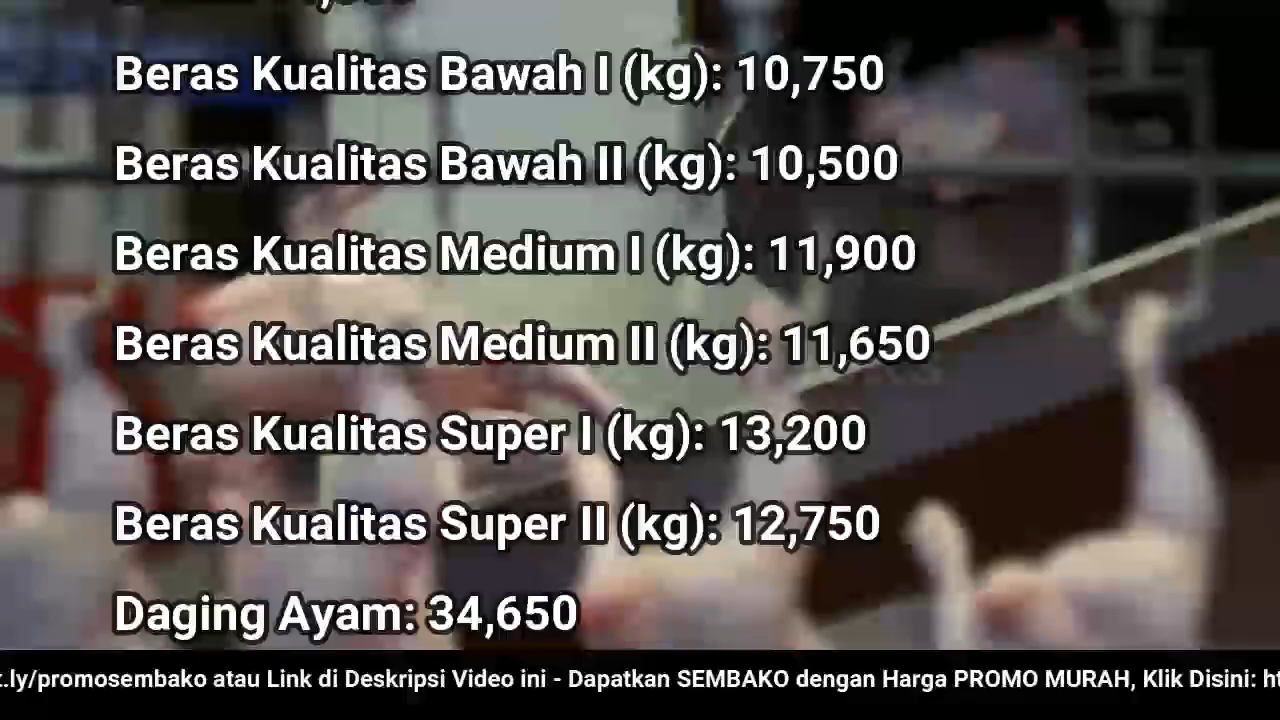 Beras Kualitas Bawah I (kg): 10,750
Beras Kualitas Bawah II (kg): 10,500
Beras Kualitas Medium I (kg): 11,900
Beras Kualitas Medium II (kg): 11,650
Beras Kualitas Super I (kg): 13,200
Beras Kualitas Super II (kg): 12,750
Daging Ayam: 34,650
t.ly/promosembako atau Link di Deskripsi Video ini - Dapatkan SEMBAKO dengan Harga PROMO MURAH, Klik Disini: ht